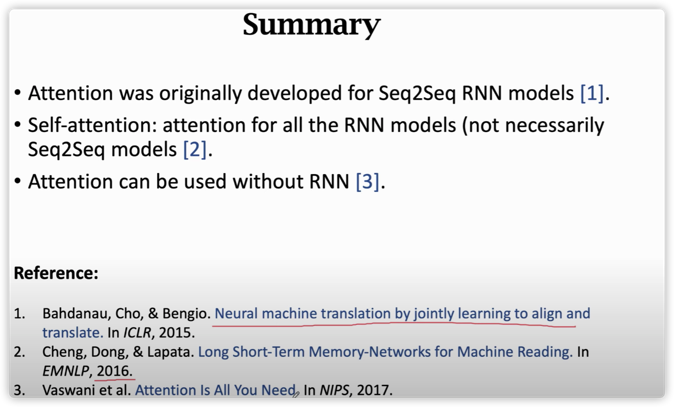 Summary
• Attention was originally developed for Seq2Seq RNN models [1].
• Self-attention: attention for all the RNN models (not necessarily
Seq2Seq models [2].
• Attention can be used without RNN [3].
Reference:
1. Bahdanau, Cho, & Bengio. Neural machine translation by jointly learning to align and
translate. In ICLR, 2015.
2. Cheng, Dong, & Lapata. Long Short-Term Memory-Networks for Machine Reading. In
EMNLP, 2016.
3. Vaswani et al. Attention Is All You Need. In NIPS, 2017.